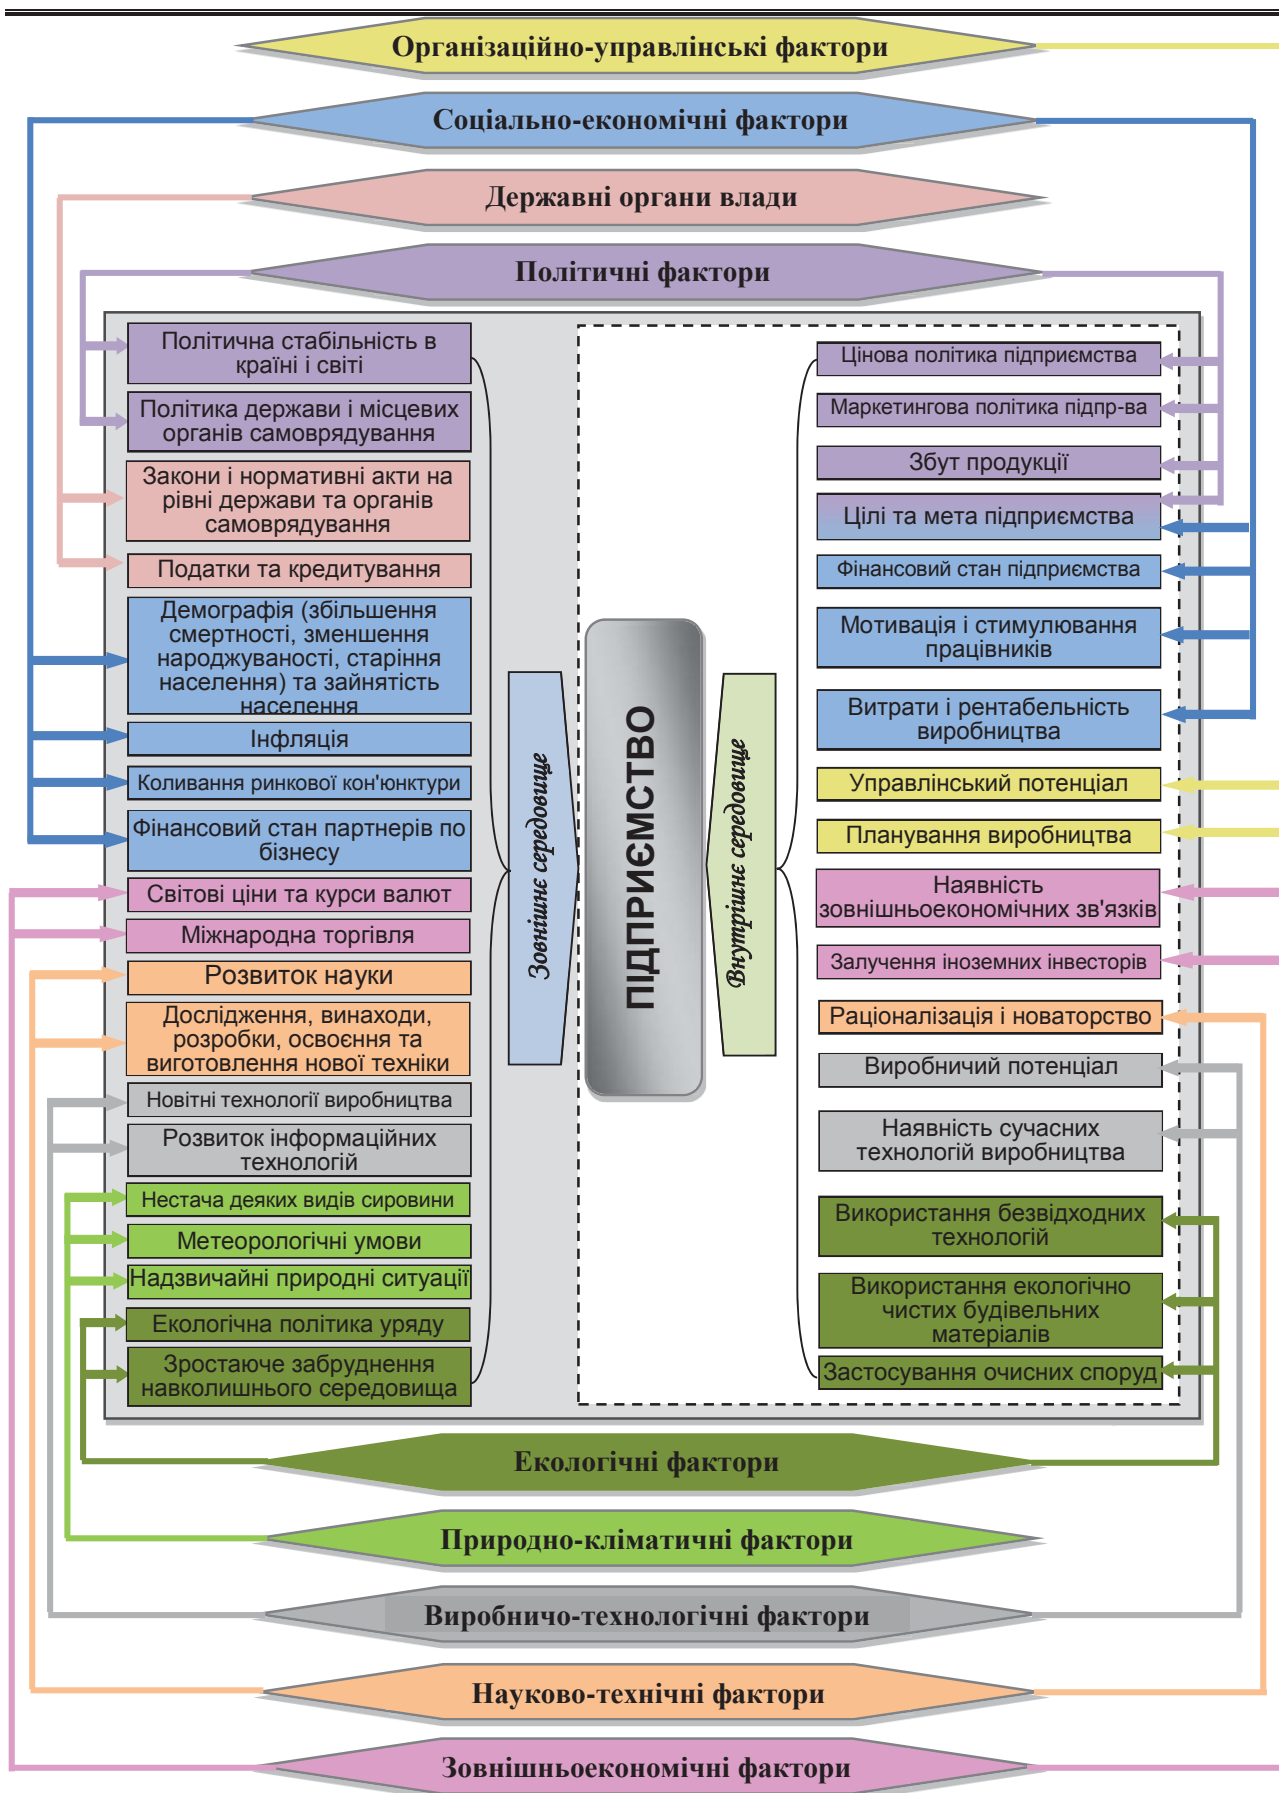 Організаційно-управлінські фактори
Соціально-економічні фактори
Державні органи влади
Політичні фактори
Політична стабільність в
країні і світі
Політика держави і місцевих
органів самоврядування
Закони і нормативні акти на
рівні держави та органів
самоврядування
Податки та кредитування
Демографія (збільшення
смертності, зменшення
народжуваності, старіння
населення) та зайнятість
населення
Інфляція
Коливання ринкової кон'юнктури
Фінансовий стан партнерів по
бізнесу
Світові ціни та курси валют
Міжнародна торгівля
Розвиток науки
Дослідження, винаходи,
розробки, освоєння та
виготовлення нової техніки
Новітні технології виробництва
Розвиток інформаційних
технологій
Нестача деяких видів сировини
Метеорологічні умови
Надзвичайні природні ситуації
Екологічна політика уряду
Зростаюче забруднення
навколишнього середовища
Зовнішнє середовище
ПІДПРИЄМСТВО
Внутрішнє середовище
Цінова політика підприємства
Маркетингова політика підпр-ва
Збут продукції
Цілі та мета підприємства
Фінансовий стан підприємства
Мотивація і стимулювання
працівників
Витрати і рентабельність
виробництва
Управлінський потенціал
Планування виробництва
Наявність
зовнішньоекономічних зв'язків
Залучення іноземних інвесторів
Раціоналізація і новаторство
Виробничий потенціал
Наявність сучасних
технологій виробництва
Використання безвідходних
технологій
Використання екологічно
чистих будівельних
матеріалів
Застосування очисних споруд
Екологічні фактори
Природно-кліматичні фактори
Виробничо-технологічні фактори
Науково-технічні фактори
Зовнішньоекономічні фактори